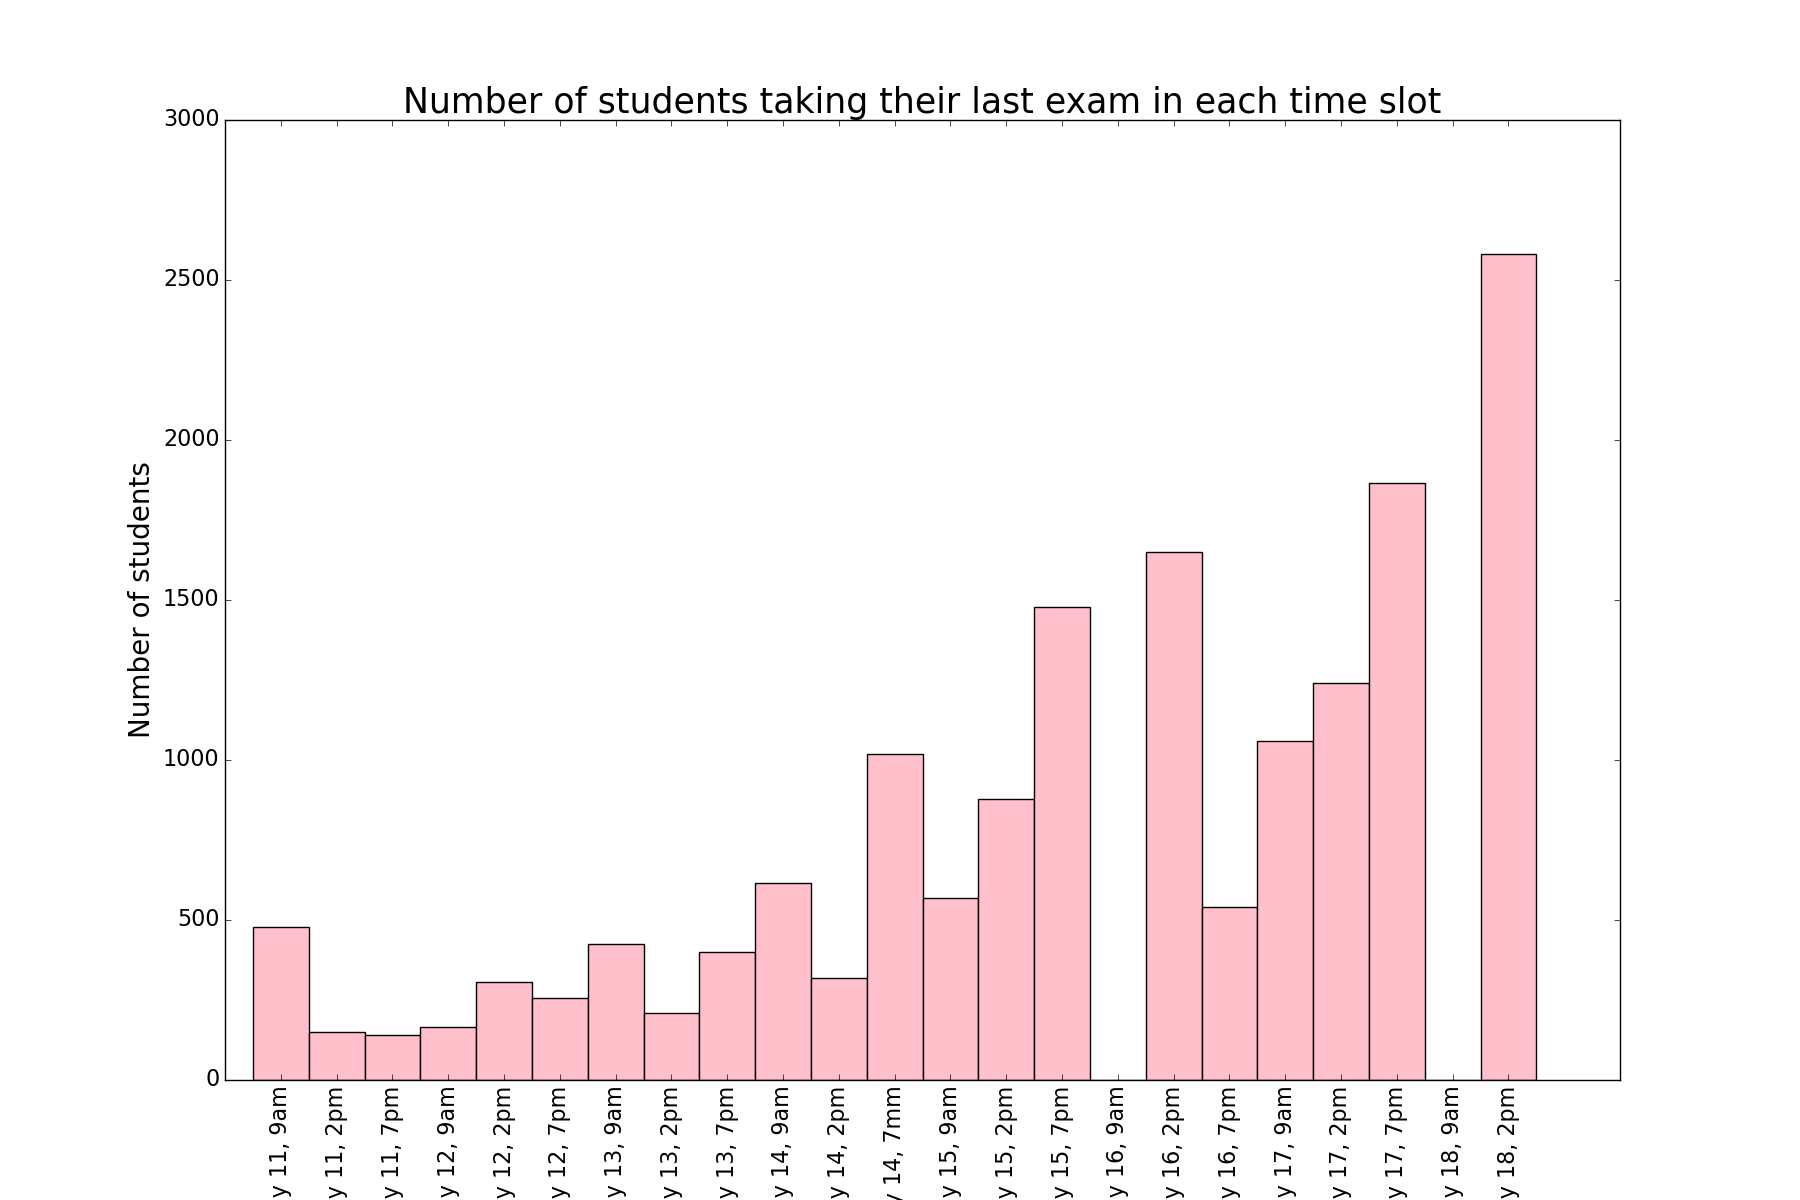 Number of students taking their last exam in each time slot
3000
2500
2000
1500
1000
500
0
Number of students
y 11, 9am
y 11, 2pm
y 11, 7pm
y 12, 9am
y 12, 2pm
y 12, 7pm
y 13, 9am
y 13, 2pm
y 13, 7pm
y 14, 9am
y 14, 2pm
y 14, 7mm
y 15, 9am
y 15, 2pm
y 15, 7pm
y 16, 9am
y 16, 2pm
y 16, 7pm
y 17, 9am
y 17, 2pm
y 17, 7pm
y 18, 9am
y 18, 2pm